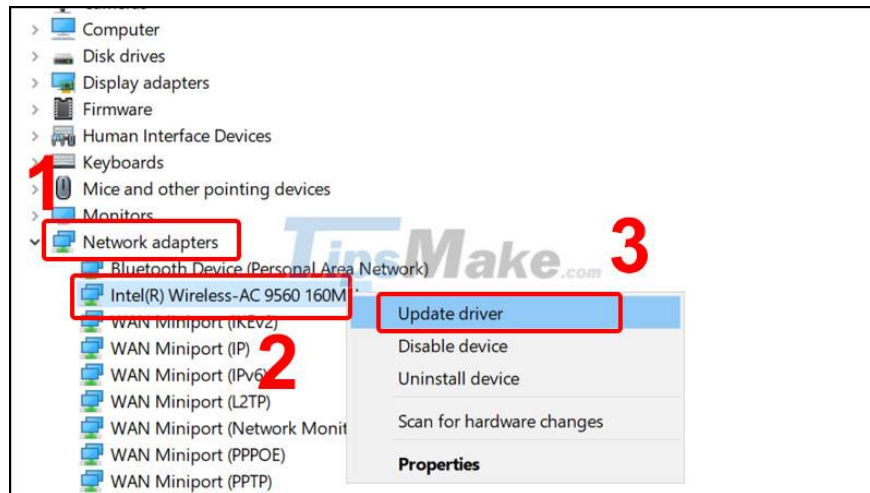 Computer
Disk drives
Display adapters
Firmware
Human Interface Devices
Keyboards
1
Mice and other pointing devices
Monitors
Network adapters
TipsMake.com
3
Bluetooth Device (Personal Area Network)
Intel(R) Wireless-AC 9560 160M
Update driver
WAN Miniport (IKEv2)
2
WAN Miniport (IP)
Disable device
WAN Miniport (IPv6)
Uninstall device
WAN Miniport (L2TP)
WAN Miniport (Network Monit
Scan for hardware changes
WAN Miniport (PPPOE)
Properties
WAN Miniport (PPTP)